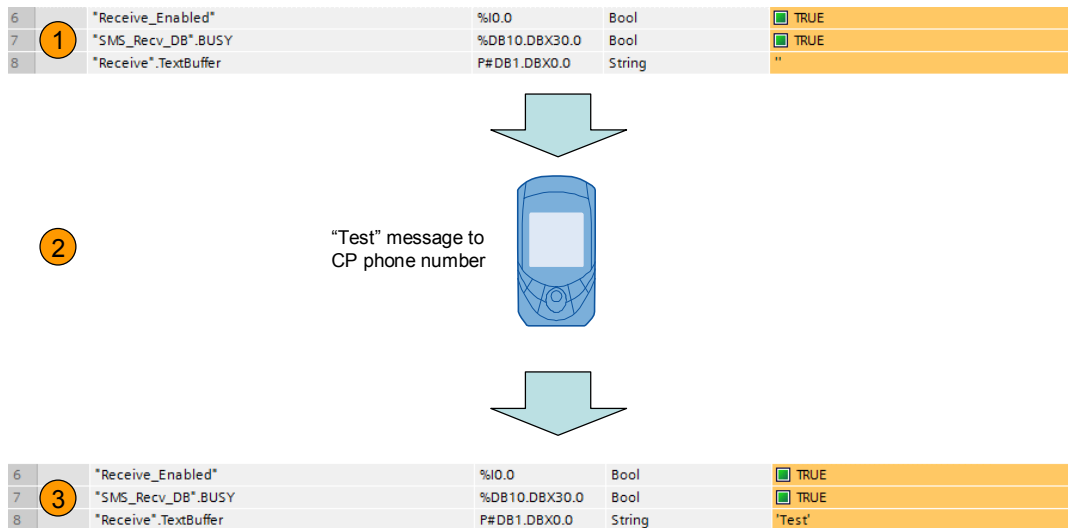 6 "Receive_Enabled" %I0.0 Bool TRUE
7 1 "SMS_Recv_DB".BUSY %DB10.DBX30.0 Bool TRUE
8 "Receive".TextBuffer P#DB1.DBX0.0 String ''
2
“Test” message to
CP phone number
6 "Receive_Enabled" %I0.0 Bool TRUE
7 3 "SMS_Recv_DB".BUSY %DB10.DBX30.0 Bool TRUE
8 "Receive".TextBuffer P#DB1.DBX0.0 String 'Test'